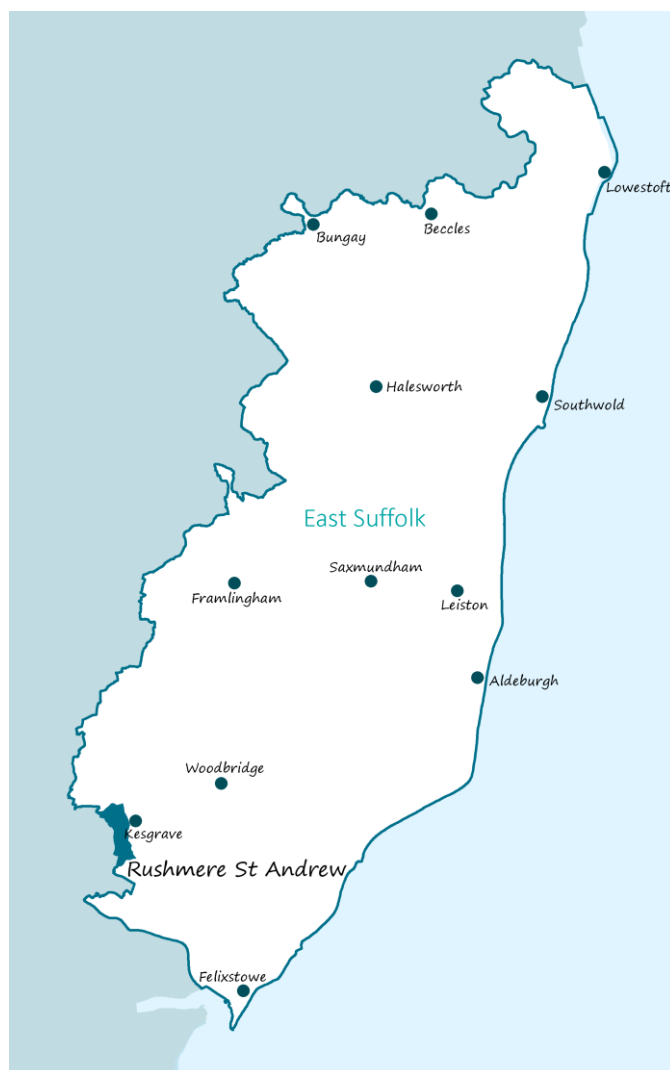 Lowestoft
Beccles
Bungay
Halesworth
Southwold
East Suffolk
Saxmundham
Framlingham
Leiston
Aldeburgh
Woodbridge
Kesgrave
Rushmere St Andrew
Felixstowe